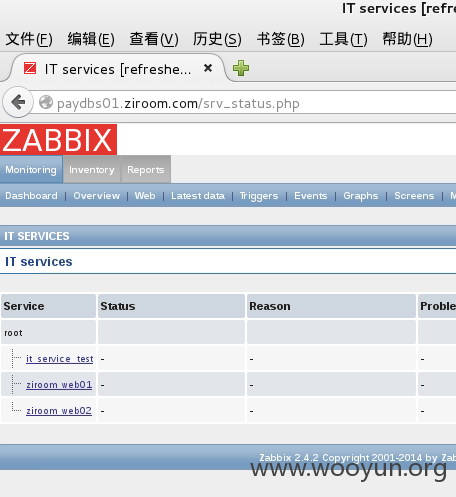 IT services [refre
文件(F) 编辑(E) 查看(V) 历史(S) 书签(B) 工具(T) 帮助(H)
IT services [refreshe... ×
paydbs01.ziroom.com/srv_status.php
ZABBIX
Monitoring Inventory Reports
Dashboard | Overview | Web | Latest data | Triggers | Events | Graphs | Screens | M
IT SERVICES
IT services
Service Status Reason Proble
root
it service test - - -
ziroom web01 - - -
ziroom web02 - - -
Zabbix 2.4.2 Copyright 2001-2014 by Zab
www.wooyun.org